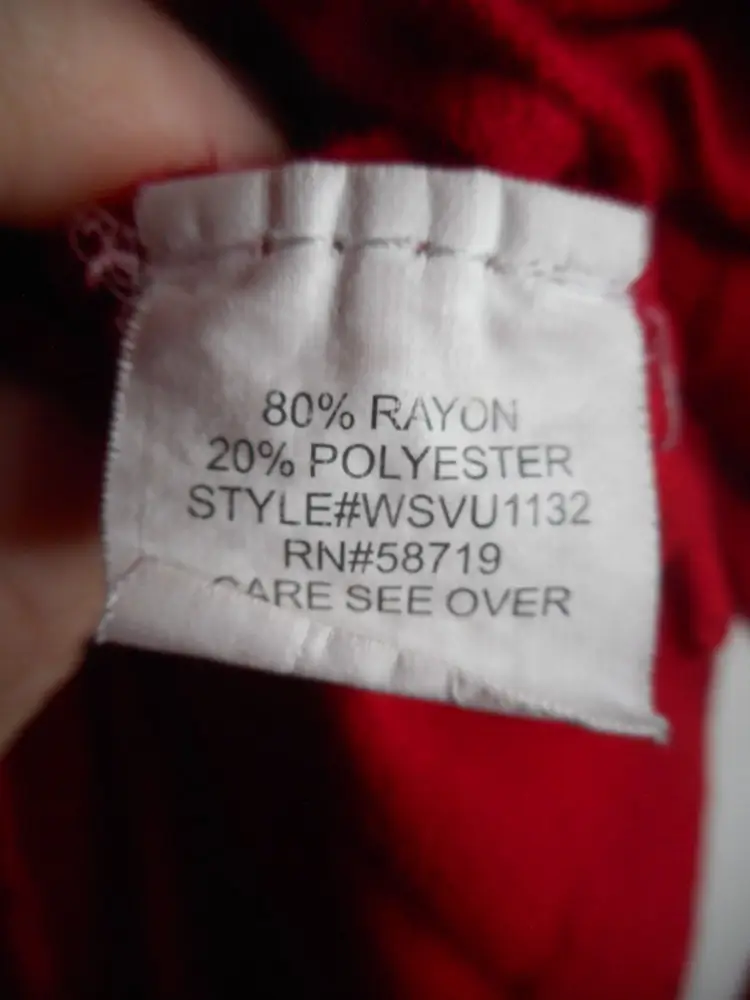 80% RAYON
20% POLYESTER
STYLE#WSVU1132
RN#58719
CARE SEE OVER